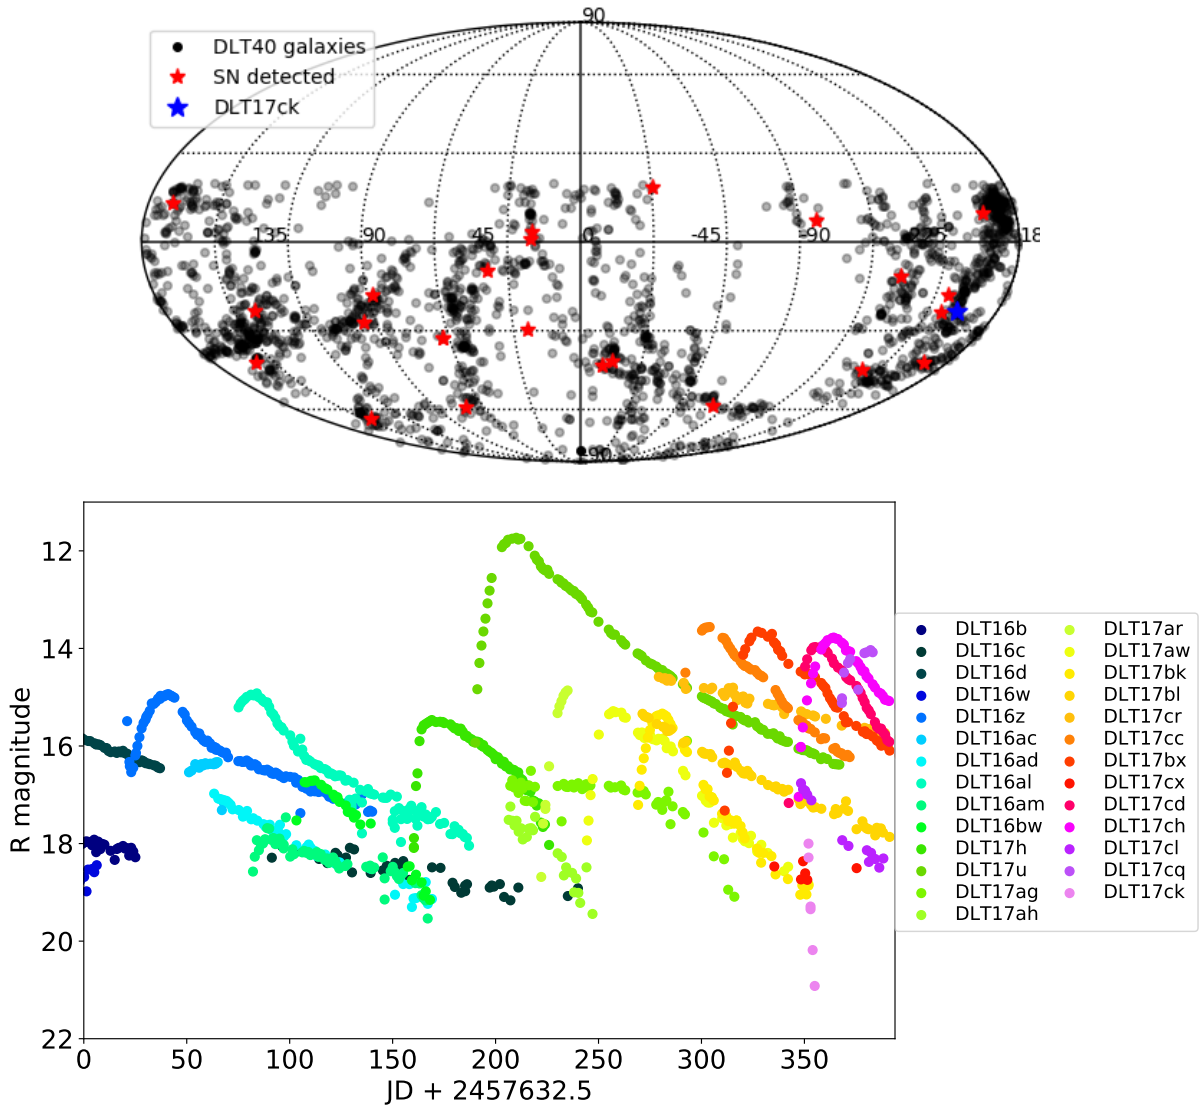 90
DLT40 galaxies
SN detected
DLT17ck
135 90 45 0 -45 -90 -225 18
-90
R magnitude
12
14
16
18
20
22
0 50 100 150 200 250 300 350
JD + 2457632.5
DLT16b
DLT16c
DLT16d
DLT16w
DLT16z
DLT16ac
DLT16ad
DLT16al
DLT16am
DLT16bw
DLT17h
DLT17u
DLT17ag
DLT17ah
DLT17ar
DLT17aw
DLT17bk
DLT17bl
DLT17cr
DLT17cc
DLT17bx
DLT17cx
DLT17cd
DLT17ch
DLT17cl
DLT17cq
DLT17ck